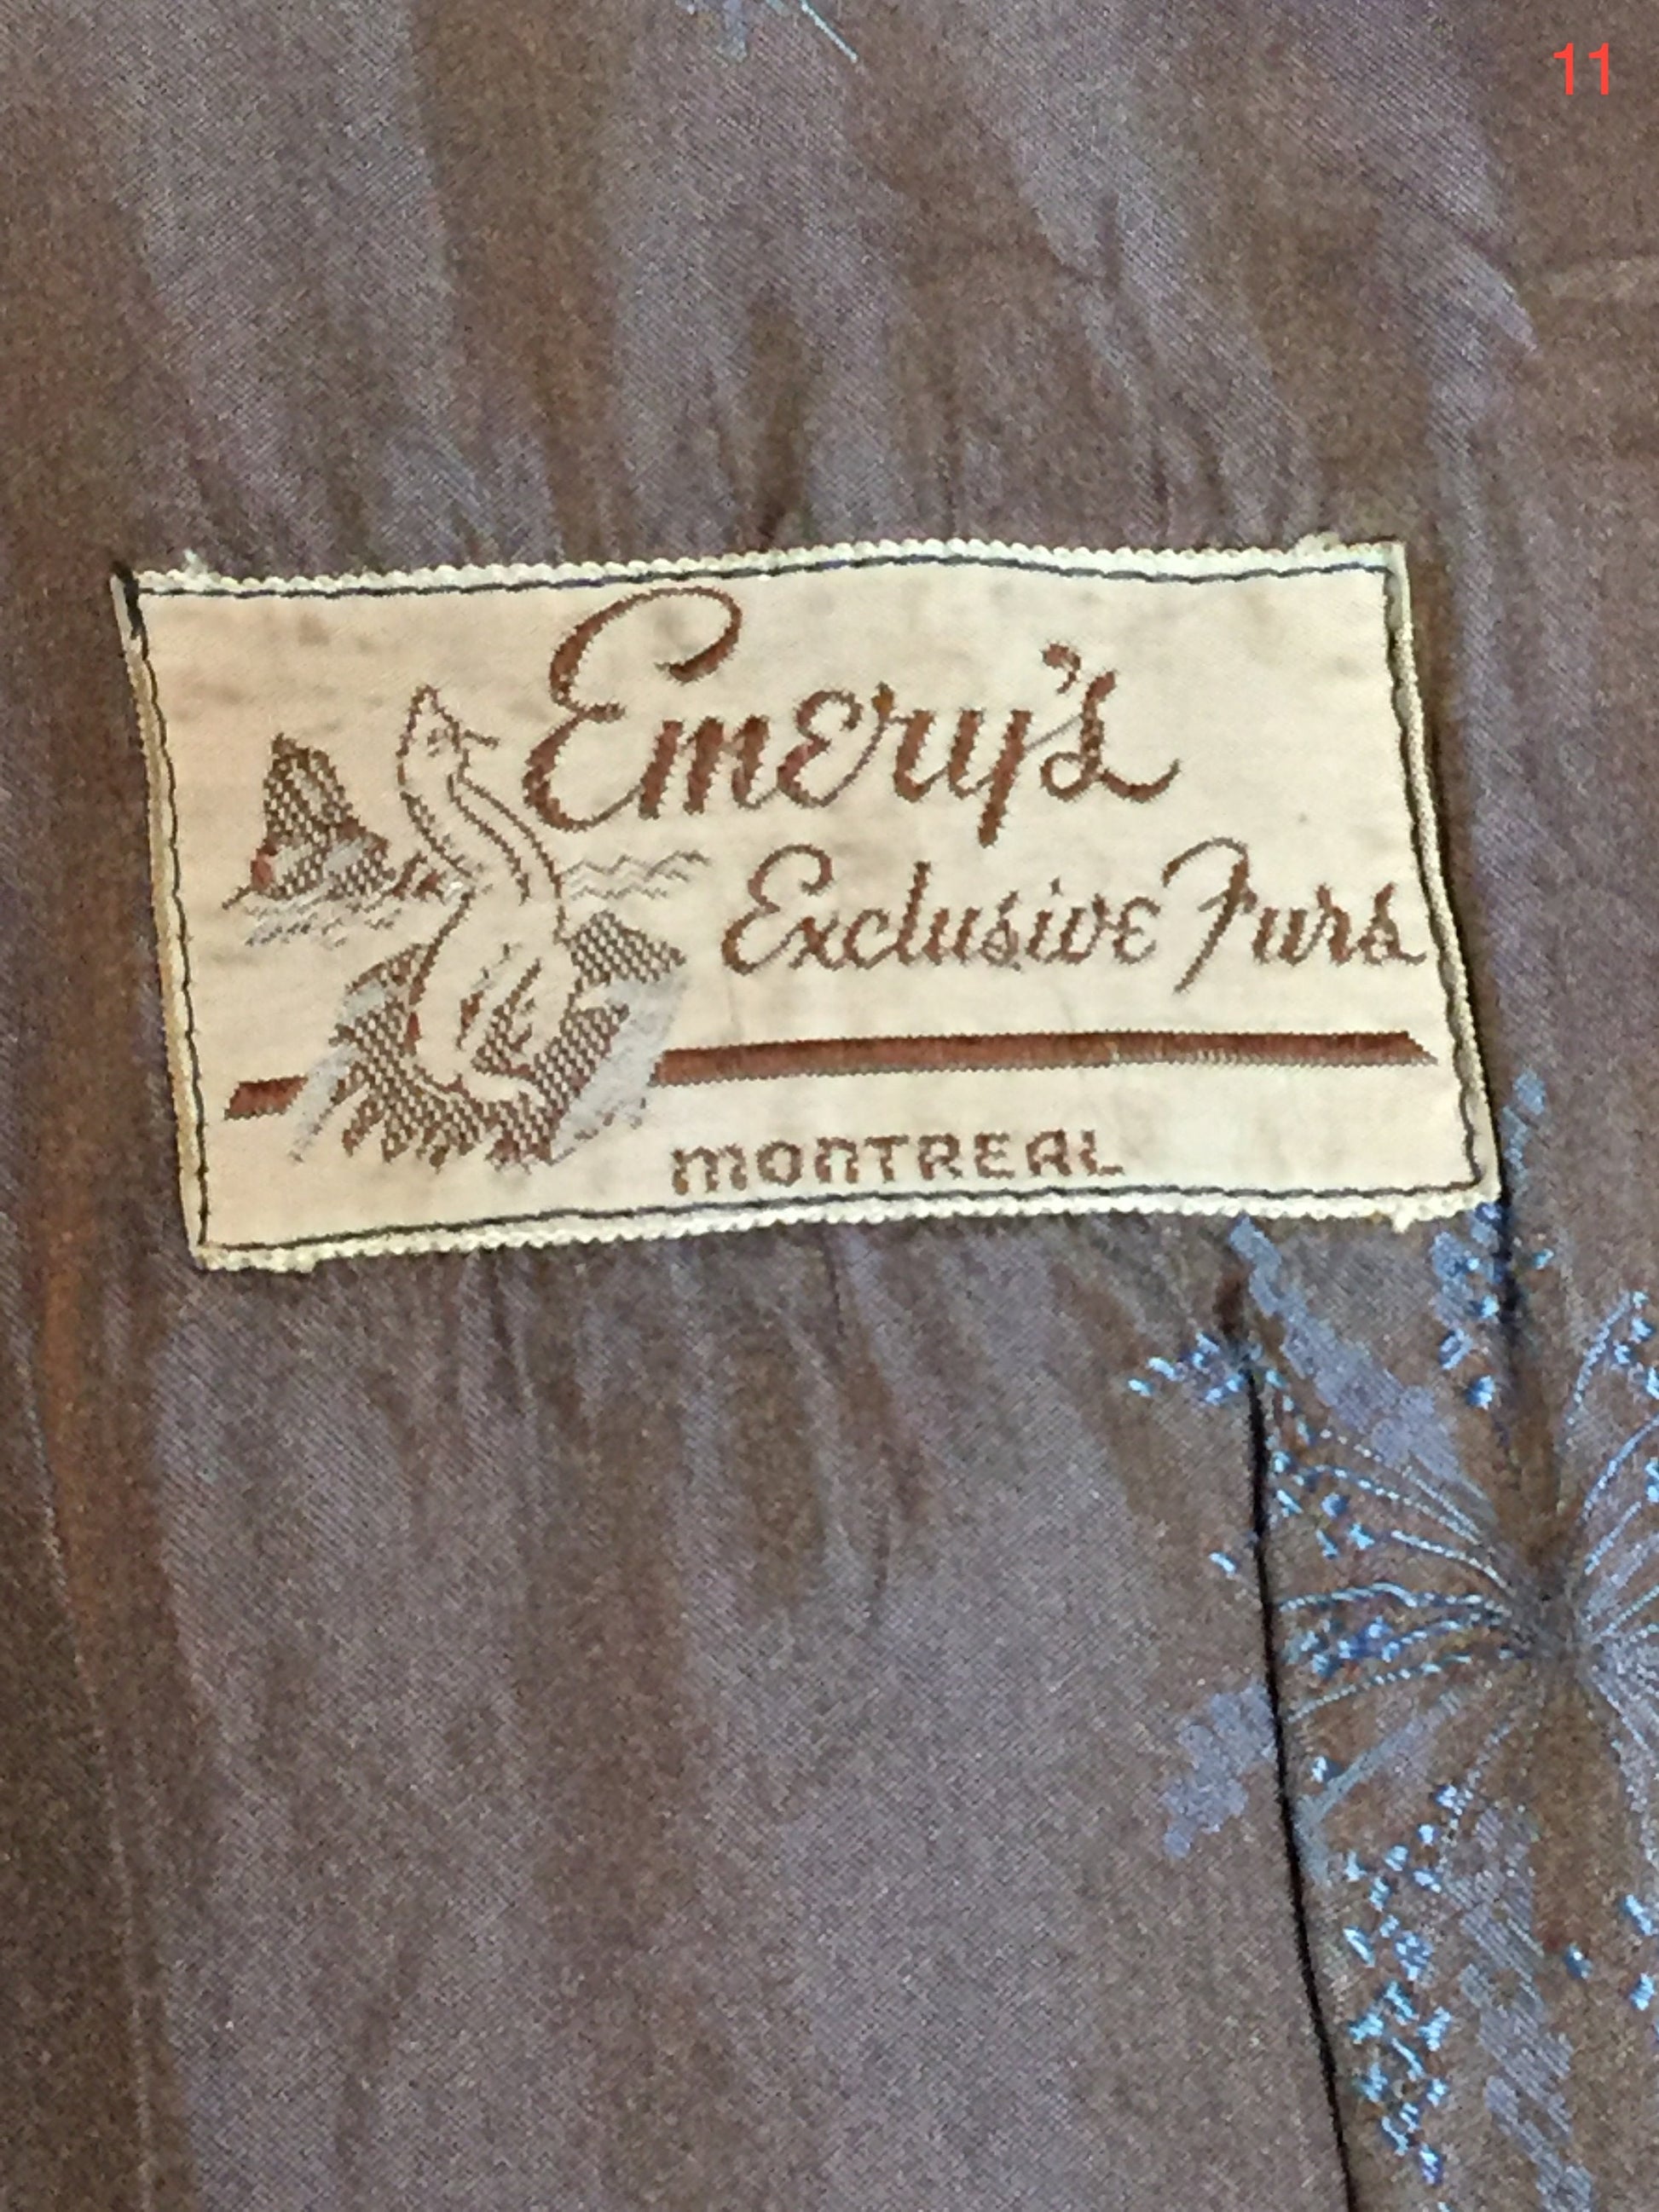 11
Emery's
Exclusive Furs
MONTREAL